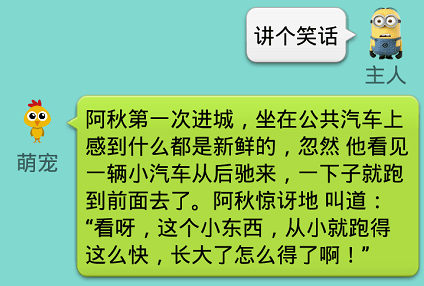 讲个笑话
主人
萌宠
阿秋第一次进城，坐在公共汽车上
感到什么都是新鲜的，忽然 他看见
一辆小汽车从后驰来，一下子就跑
到前面去了。阿秋惊讶地 叫道：
“看呀，这个小东西，从小就跑得
这么快，长大了怎么得了啊！”